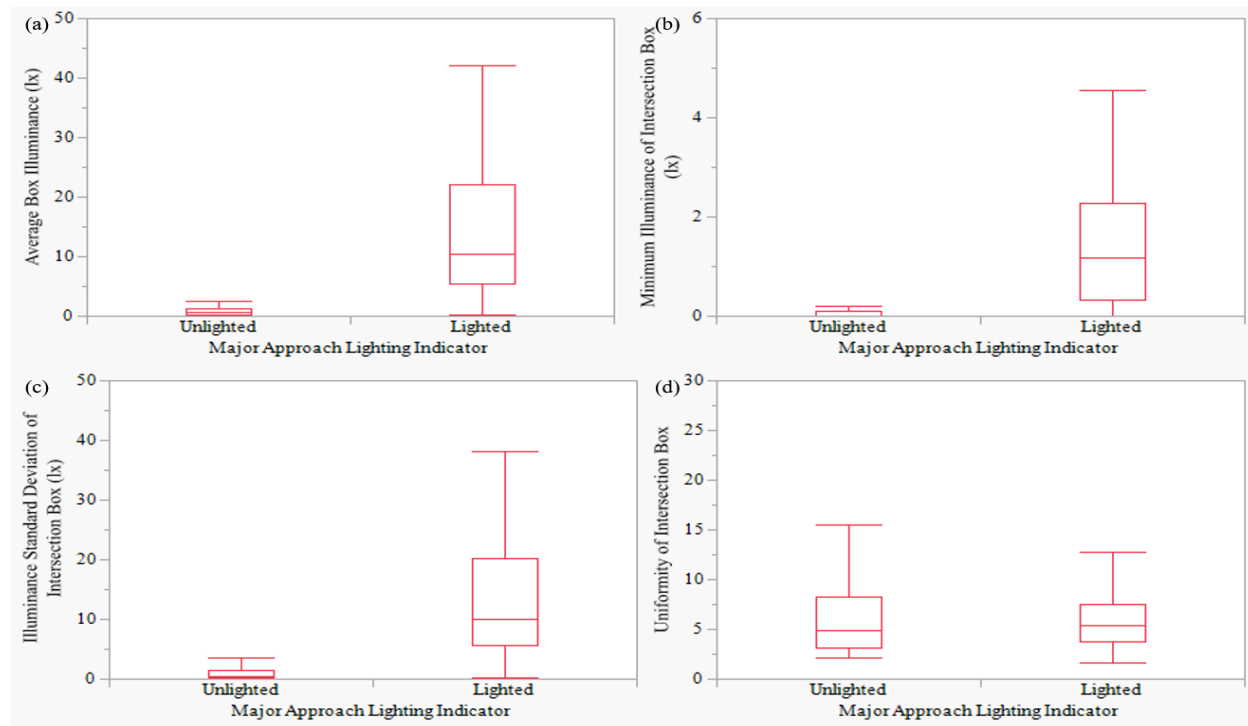 (a)
50
40
30
20
10
0
Average Box Illuminance (lx)
Unlighted
Lighted
Major Approach Lighting Indicator
(b)
6
4
2
0
Minimum Illuminance of Intersection Box
(lx)
Unlighted
Lighted
Major Approach Lighting Indicator
(c)
50
40
30
20
10
0
Illuminance Standard Deviation of
Intersection Box (lx)
Unlighted
Lighted
Major Approach Lighting Indicator
(d)
30
25
20
15
10
5
0
Uniformity of Intersection Box
Unlighted
Lighted
Major Approach Lighting Indicator